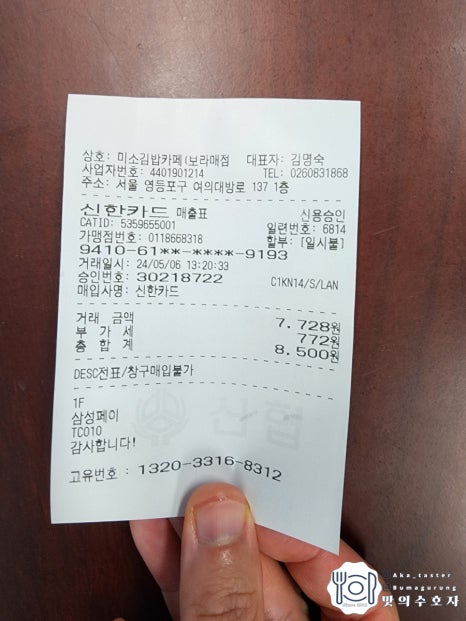 상호: 미소김밥카페(보라매점 대표자: 김명숙
사업자번호: 4401901214 TEL: 0260831868
주소: 서울 영등포구 여의대방로 137 1층
신한카드 매출표 신용승인
CATID: 5359655001 일련번호: 6814
가맹점번호: 0118668318 할부: [일시불]
9410-61**-****-9193
거래일시: 24/05/06 13:20:33
승인번호: 30218722 C1KN14/S/LAN
매입사명: 신한카드
거래 금액 7.728원
부 가 세 772원
총 합 계 8.500원
DESC전표/창구매입불가
1F
삼성페이
TC010
감사합니다!
고유번호 : 1320-3316-8312
Aka_taster
Bumagurung
맛의수호자